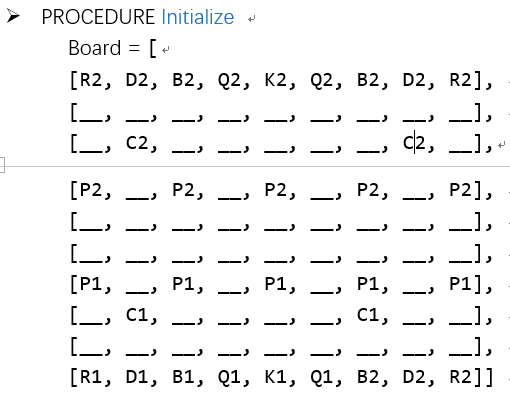 ➢ PROCEDURE Initialize
Board = [
[R2, D2, B2, Q2, K2, Q2, B2, D2, R2],
[__, __, __, __, __, __, __, __, __],
[__, C2, __, __, __, __, __, C2, __],
[P2, __, P2, __, P2, __, P2, __, P2],
[__, __, __, __, __, __, __, __, __],
[__, __, __, __, __, __, __, __, __],
[P1, __, P1, __, P1, __, P1, __, P1],
[__, C1, __, __, __, __, C1, __, __],
[__, __, __, __, __, __, __, __, __],
[R1, D1, B1, Q1, K1, Q1, B2, D2, R2]]